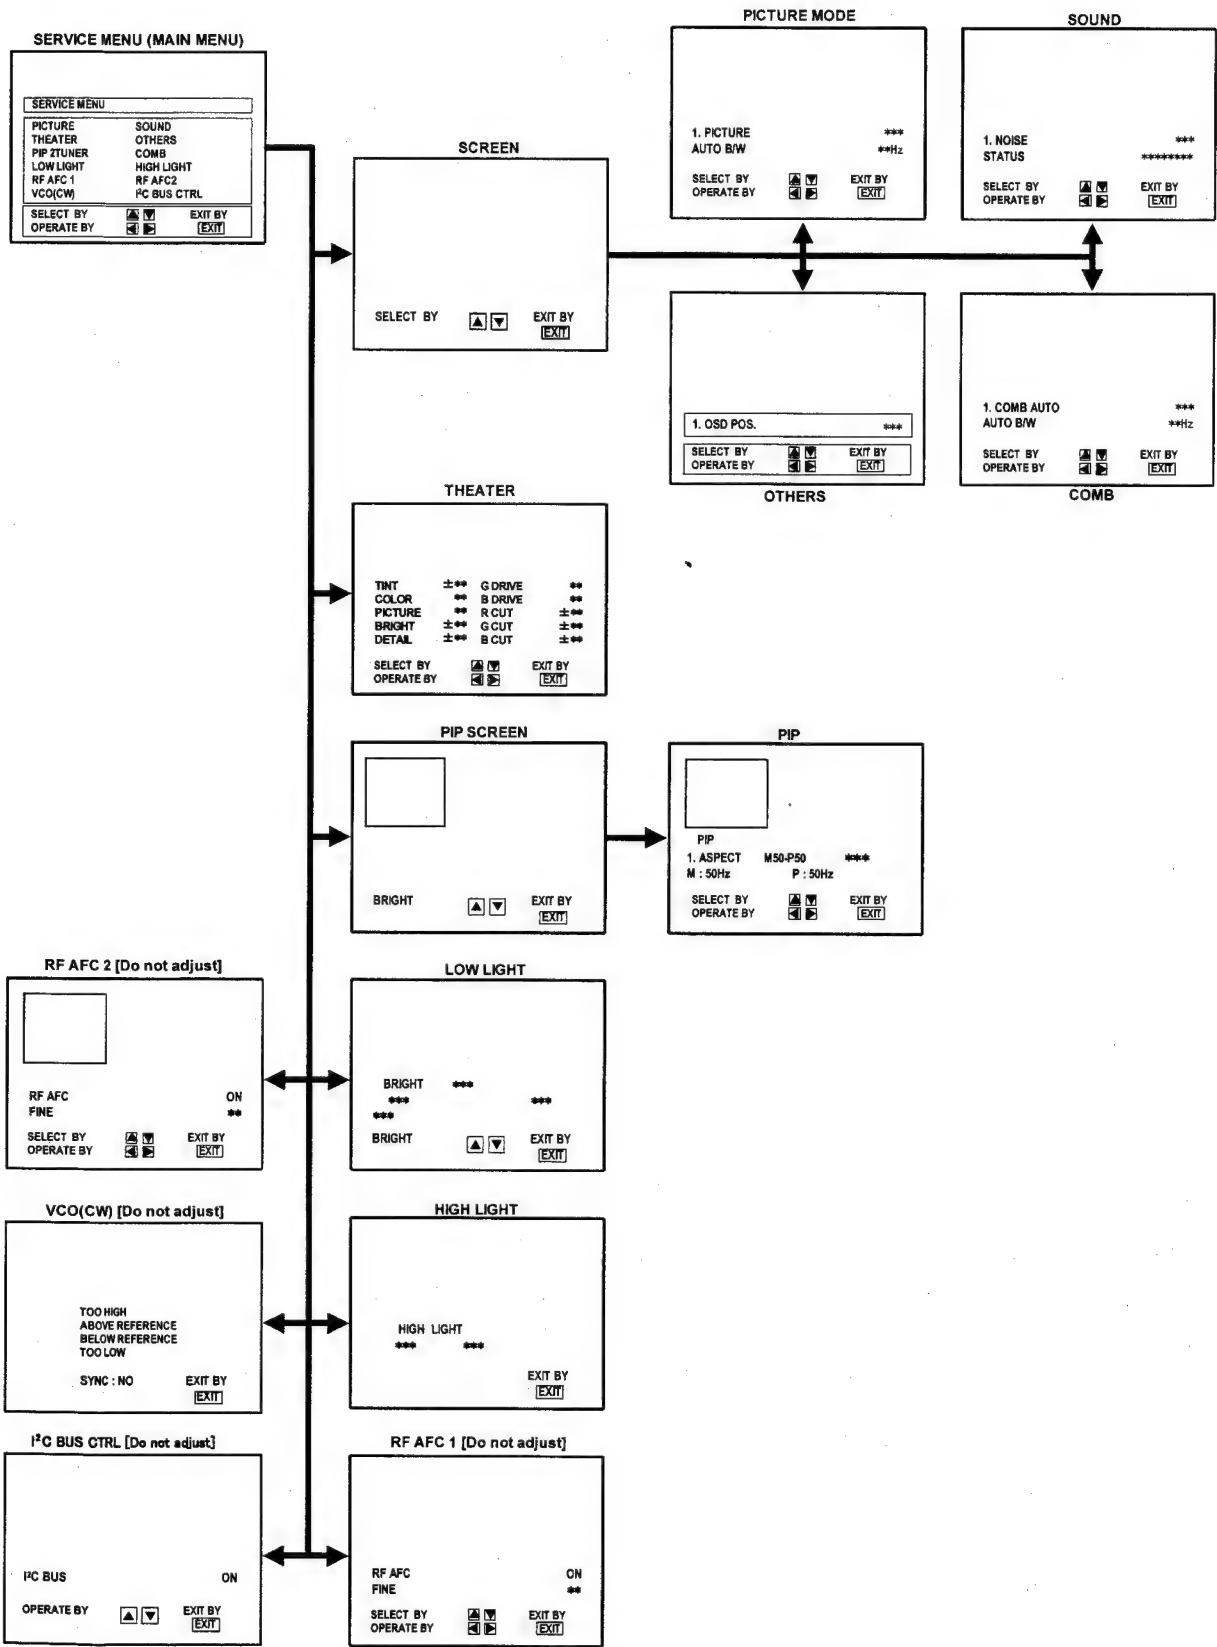 SERVICE MENU (MAIN MENU)
SERVICE MENU
PICTURE SOUND
THEATER OTHERS
PIP 2TUNER COMB
LOW LIGHT HIGH LIGHT
RF AFC 1 RF AFC2
VCO(CW) I²C BUS CTRL
SELECT BY ▲ ▼ EXIT BY
OPERATE BY ◀ ▶ EXIT
SCREEN
SELECT BY ▲ ▼ EXIT BY
EXIT
PICTURE MODE
1. PICTURE ***
AUTO B/W **Hz
SELECT BY ▲ ▼ EXIT BY
OPERATE BY ◀ ▶ EXIT
SOUND
1. NOISE ***
STATUS ********
SELECT BY ▲ ▼ EXIT BY
OPERATE BY ◀ ▶ EXIT
1. OSD POS. ***
SELECT BY ▲ ▼ EXIT BY
OPERATE BY ◀ ▶ EXIT
OTHERS
1. COMB AUTO ***
AUTO B/W **Hz
SELECT BY ▲ ▼ EXIT BY
OPERATE BY ◀ ▶ EXIT
COMB
THEATER
TINT ±** G DRIVE **
COLOR ** B DRIVE **
PICTURE ** R CUT ±**
BRIGHT ±** G CUT ±**
DETAIL ±** B CUT ±**
SELECT BY ▲ ▼ EXIT BY
OPERATE BY ◀ ▶ EXIT
PIP SCREEN
BRIGHT ▲ ▼ EXIT BY
EXIT
PIP
PIP
1. ASPECT M50-P50 ***
M : 50Hz P : 50Hz
SELECT BY ▲ ▼ EXIT BY
OPERATE BY ◀ ▶ EXIT
RF AFC 2 [Do not adjust]
RF AFC ON
FINE **
SELECT BY ▲ ▼ EXIT BY
OPERATE BY ◀ ▶ EXIT
LOW LIGHT
BRIGHT ***
*** ***
***
BRIGHT ▲ ▼ EXIT BY
EXIT
VCO(CW) [Do not adjust]
TOO HIGH
ABOVE REFERENCE
BELOW REFERENCE
TOO LOW
SYNC : NO EXIT BY
EXIT
HIGH LIGHT
HIGH LIGHT
*** ***
EXIT BY
EXIT
I²C BUS CTRL [Do not adjust]
I²C BUS ON
OPERATE BY ▲ ▼ EXIT BY
EXIT
RF AFC 1 [Do not adjust]
RF AFC ON
FINE **
SELECT BY ▲ ▼ EXIT BY
OPERATE BY ◀ ▶ EXIT